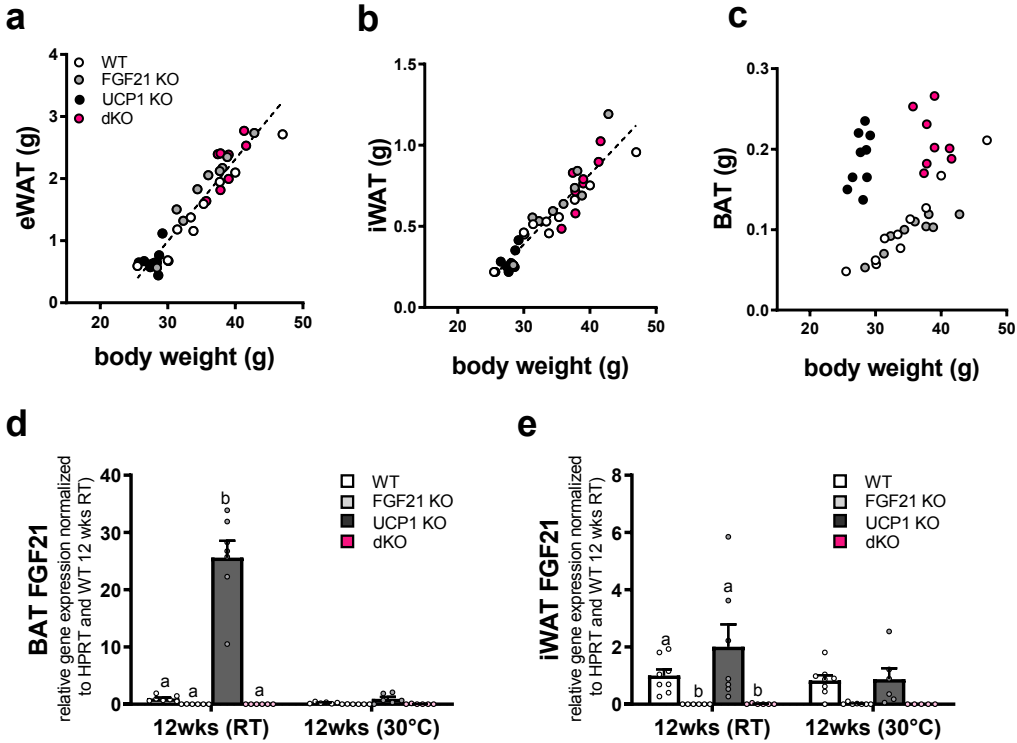 a
4
3
2
1
0
20
30
40
50
eWAT (g)
body weight (g)
WT
FGF21 KO
UCP1 KO
dKO
b
1.5
1.0
0.5
0.0
20
30
40
50
iWAT (g)
body weight (g)
c
0.3
0.2
0.1
0.0
20
30
40
50
BAT (g)
body weight (g)
d
BAT FGF21
relative gene expression normalized
to HPRT and WT 12 wks RT)
40
30
20
10
0
a
a
b
a
12wks (RT)
12wks (30°C)
WT
FGF21 KO
UCP1 KO
dKO
e
iWAT FGF21
relative gene expression normalized
to HPRT and WT 12 wks RT)
8
6
4
2
0
a
b
a
b
12wks (RT)
12wks (30°C)
WT
FGF21 KO
UCP1 KO
dKO